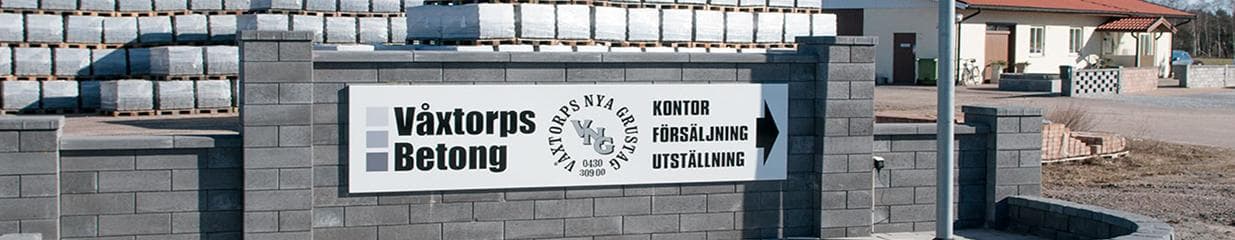 Våxtorps
Betong
VÅXTORPS NYA GRUSTAG
VNG
0430
309 00
KONTOR
FÖRSÄLJNING
UTSTÄLLNING